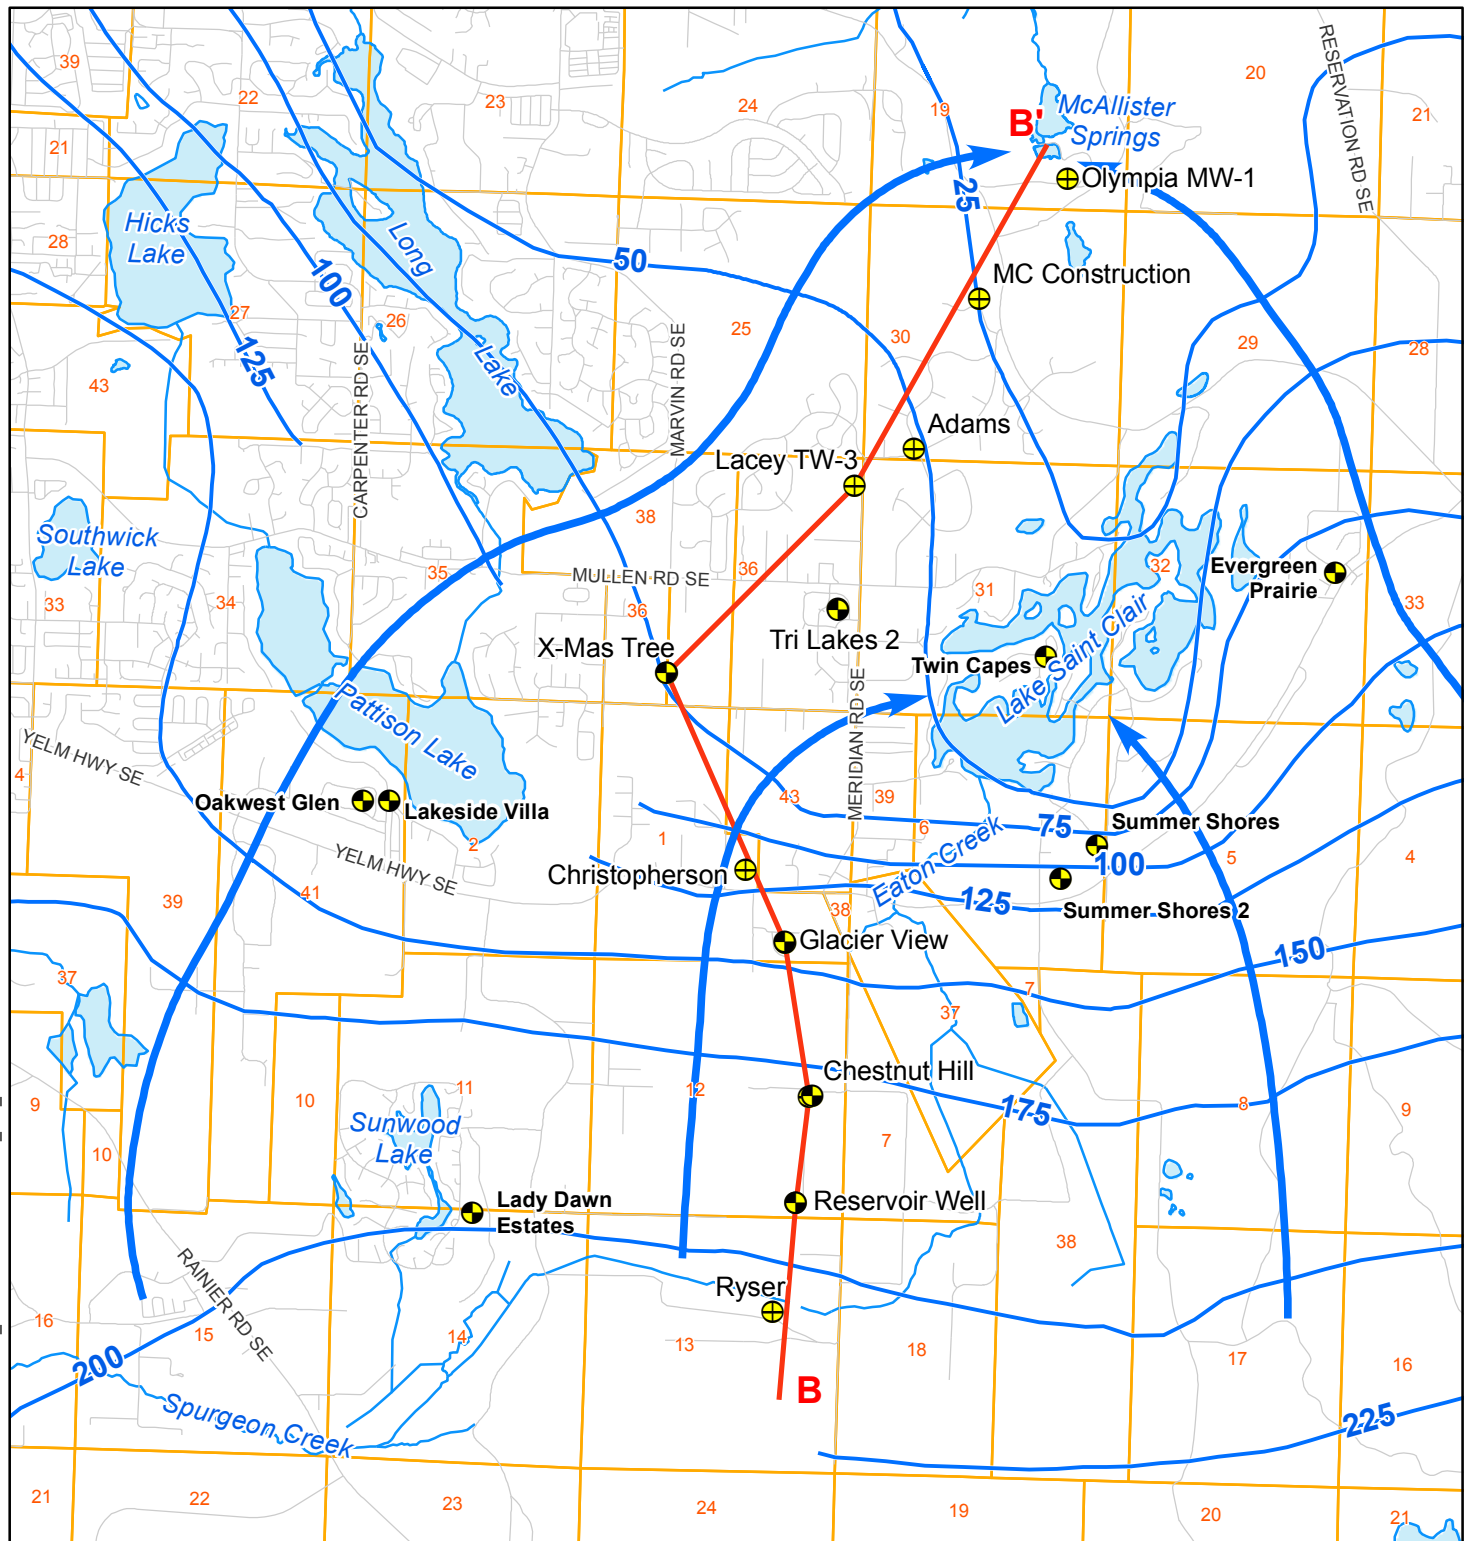 39
22
23
24
19
20
21
RESERVATION RD SE
McAllister
Springs
B'
Olympia MW-1
21
25
Hicks
Lake
Long
Lake
28
50
100
MC Construction
27
26
25
30
29
28
125
43
CARPENTER RD SE
MARVIN RD SE
Adams
Lacey TW-3
38
Southwick
Lake
35
MULLEN RD SE
36
36
31
32
Evergreen
Prairie
33
34
33
X-Mas Tree
Tri Lakes 2
Twin Capes
Lake Saint Clair
Pattison Lake
MERIDIAN RD SE
YELM HWY SE
4
Oakwest Glen
Lakeside Villa
43
39
6
75
Summer Shores
2
1
YELM HWY SE
Christopherson
Eaton Creek
100
5
4
39
41
38
125
Summer Shores 2
Glacier View
150
37
7
37
Chestnut Hill
9
10
11
12
175
8
9
Sunwood
Lake
10
7
Lady Dawn
Estates
Reservoir Well
38
RAINIER RD SE
Ryser
16
15
14
13
18
17
16
200
B
Spurgeon Creek
225
21
22
23
24
19
20
21